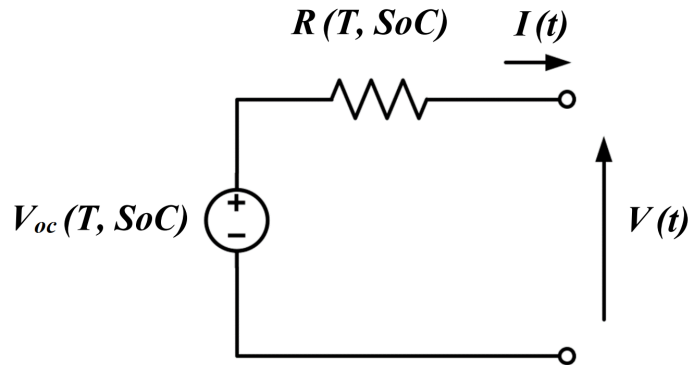 R (T, SoC)
I (t)
+
−
Voc (T, SoC)
V (t)